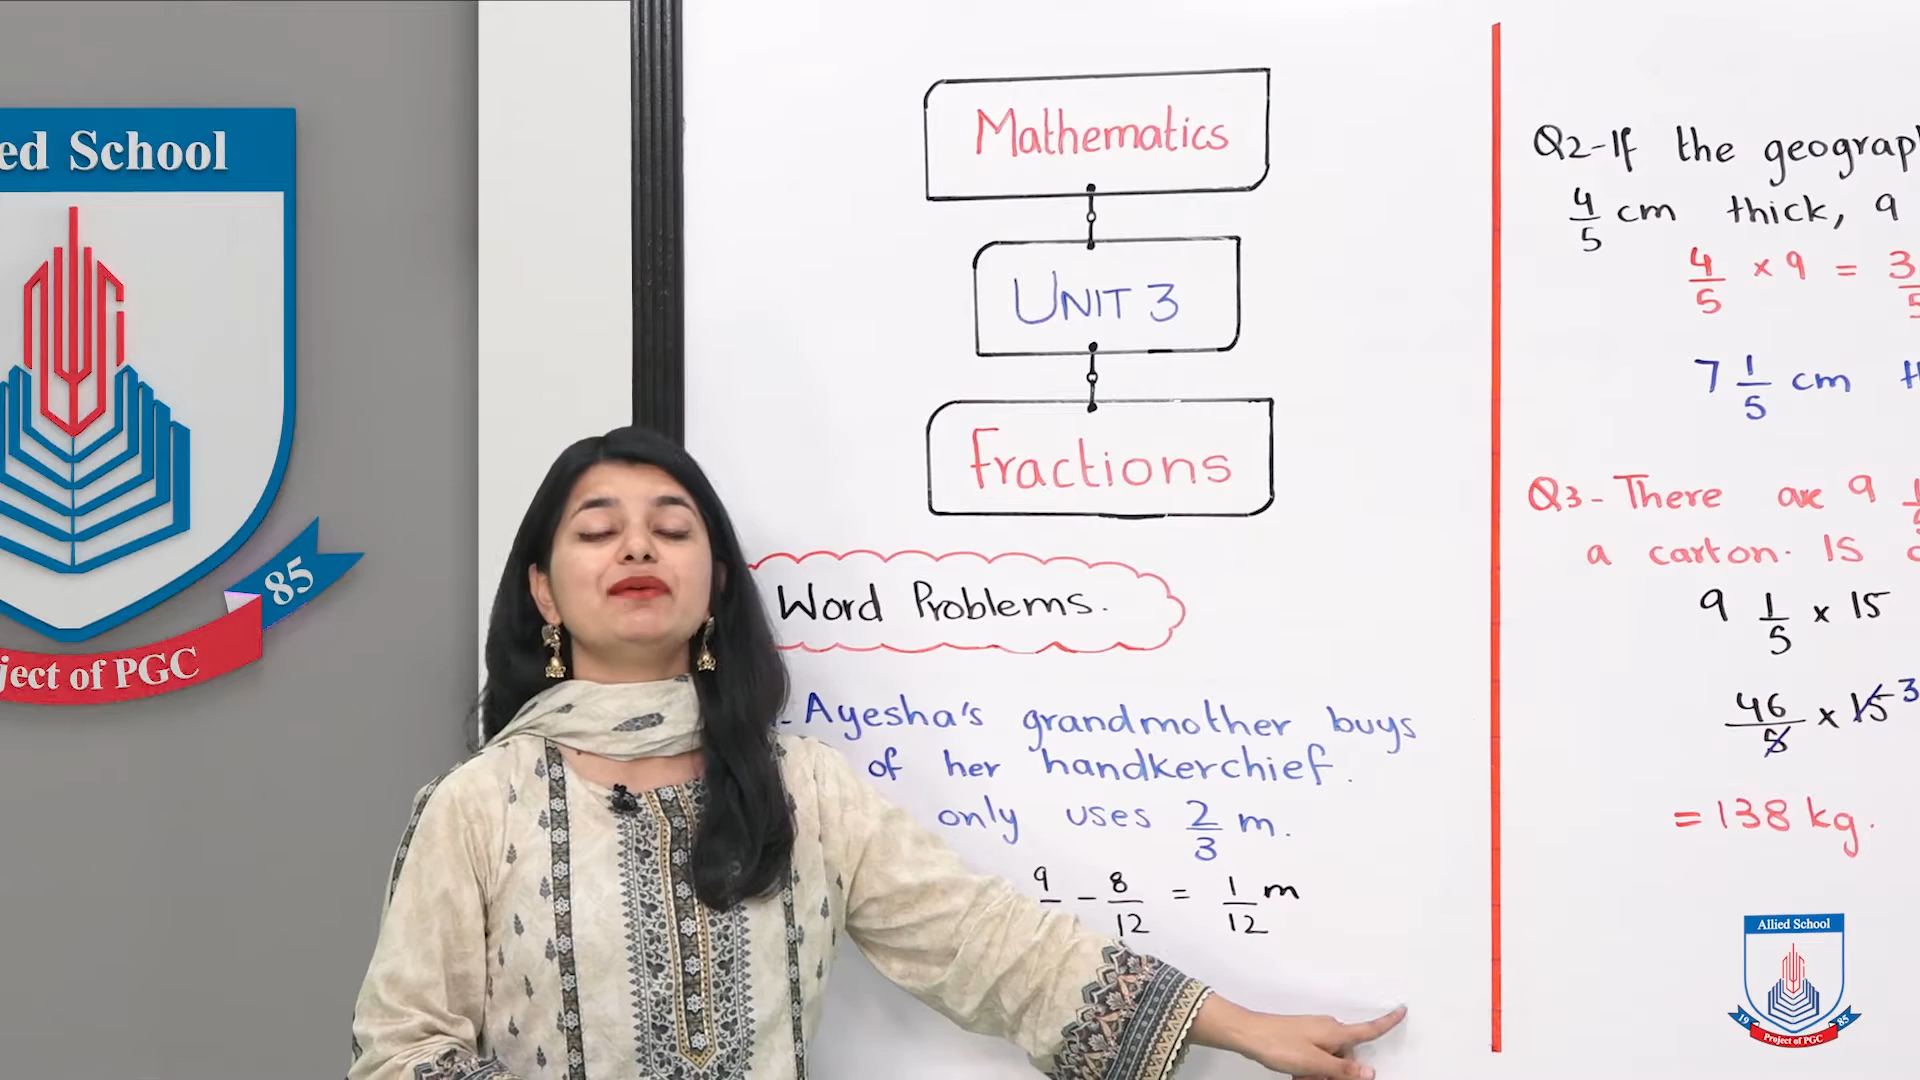 ed School
85
ject of PGC
Mathematics
UNIT 3
Fractions
Word Problems.
Ayesha's grandmother buys
of her handkerchief.
only uses 2/3 m.
9 - 8/12 = 1/12 m
Q2-If the geograp
4/5 cm thick, 9
4/5 × 9 = 3
7 1/5 cm
Q3- There are 9
a carton. 15
9 1/5 × 15
46/5 × 15 3
= 138 kg.
Allied School
19 85
Project of PGC